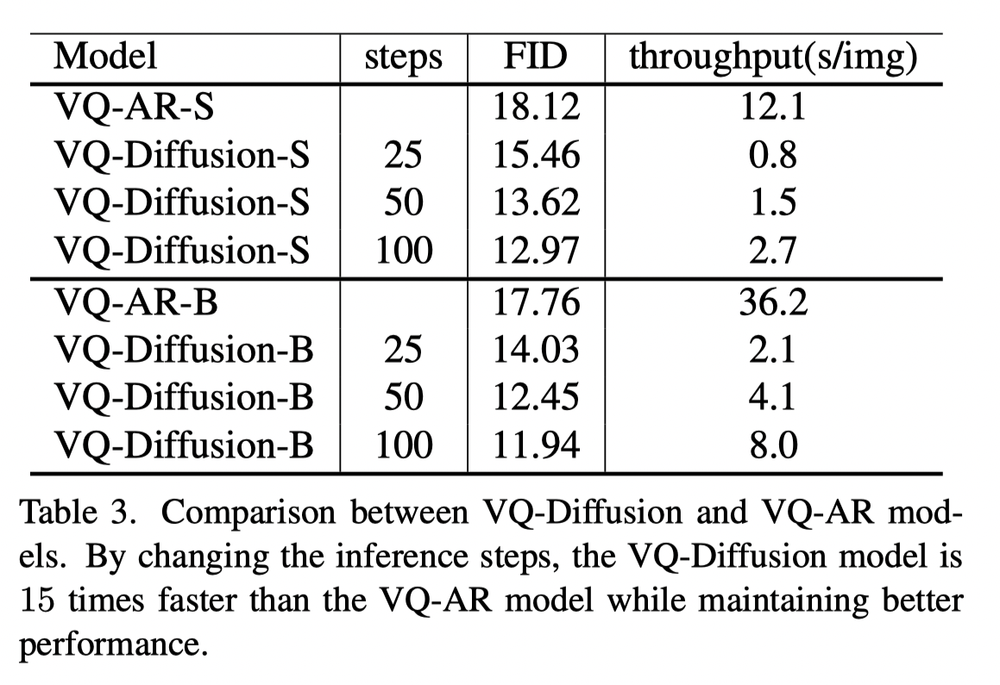 Model steps FID throughput(s/img)
VQ-AR-S 18.12 12.1
VQ-Diffusion-S 25 15.46 0.8
VQ-Diffusion-S 50 13.62 1.5
VQ-Diffusion-S 100 12.97 2.7
VQ-AR-B 17.76 36.2
VQ-Diffusion-B 25 14.03 2.1
VQ-Diffusion-B 50 12.45 4.1
VQ-Diffusion-B 100 11.94 8.0
Table 3. Comparison between VQ-Diffusion and VQ-AR mod-
els. By changing the inference steps, the VQ-Diffusion model is
15 times faster than the VQ-AR model while maintaining better
performance.